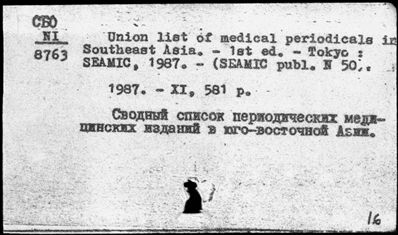 СБО
NI
8763
Union list of medical periodicals in
Southeast Asia. - 1st ed. - Tokyo :
SEAMIC, 1987. - (SEAMIC publ. N 50).
1987. - XI, 581 p.
Сводный список периодических меди-
цинских изданий в юго-восточной Азии.
16